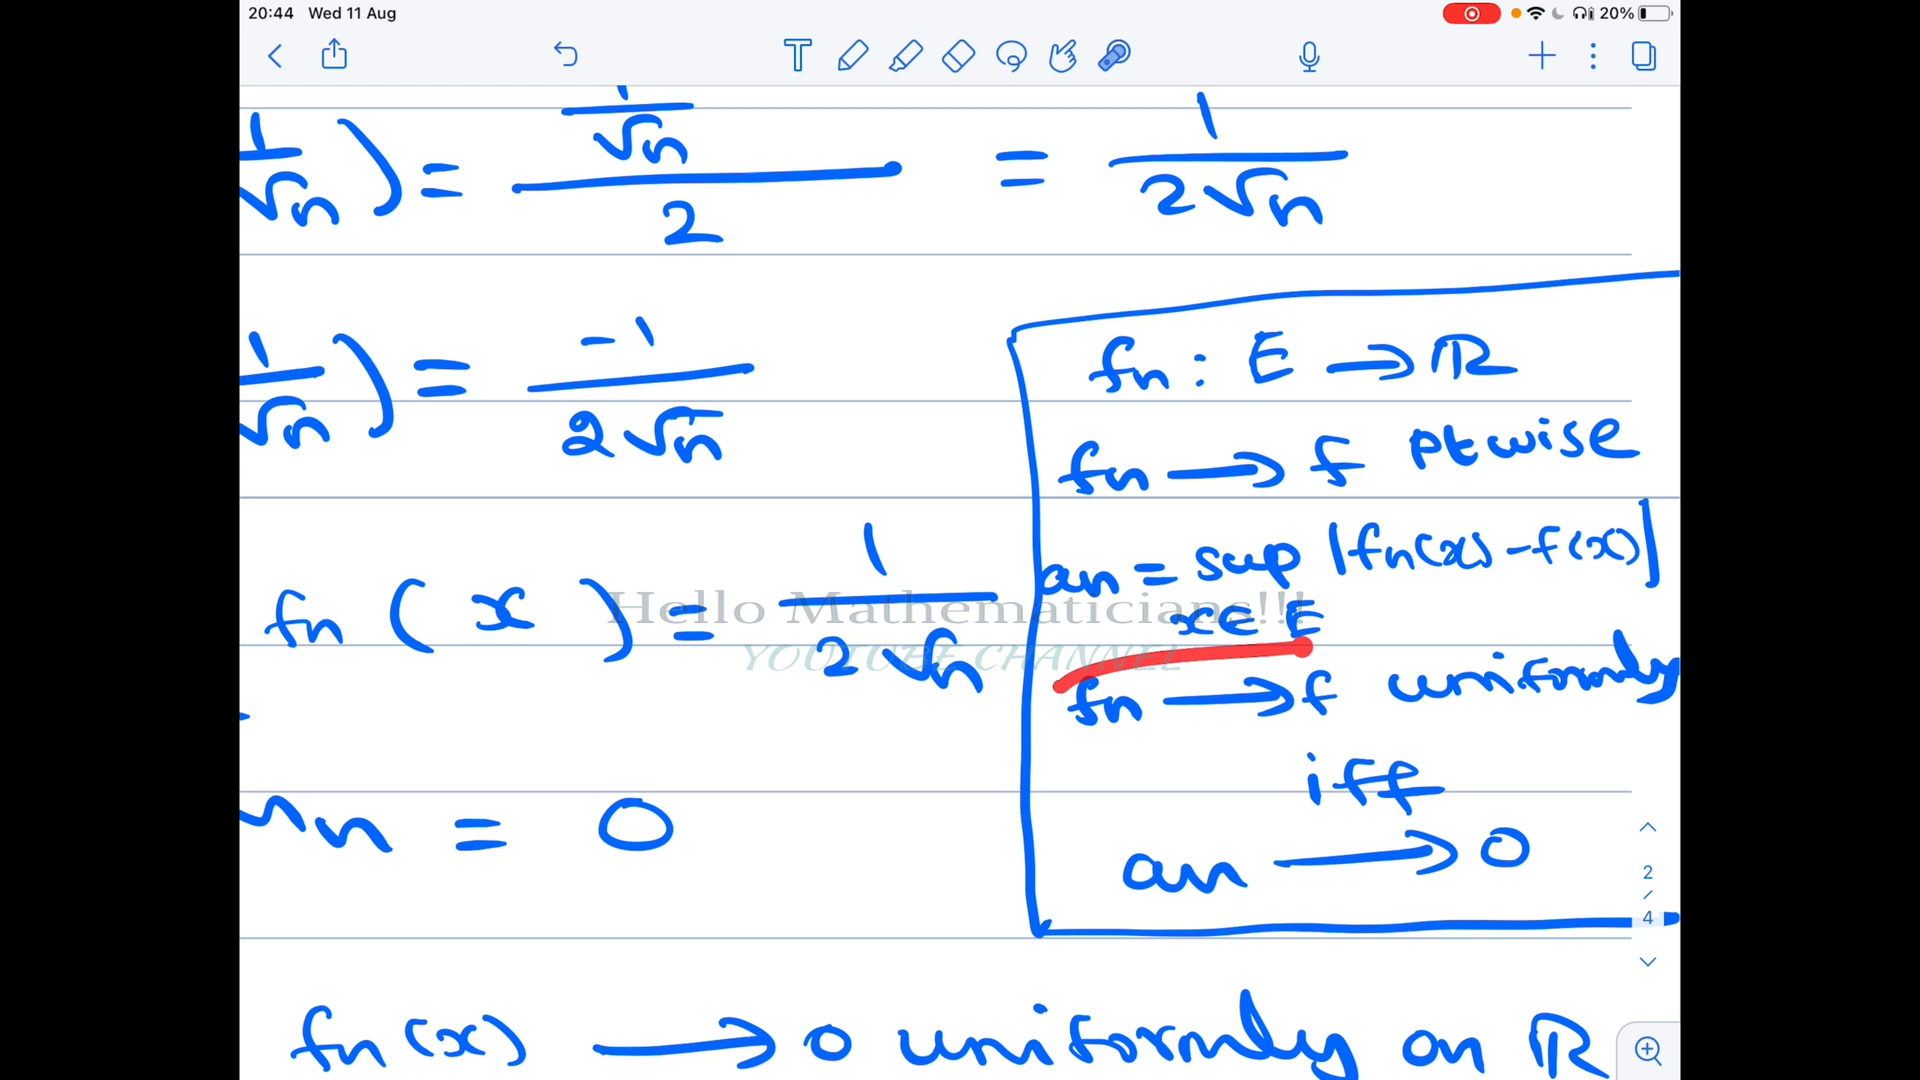 20:44 Wed 11 Aug 20%
1/√n) = (1/√n)/2 = 1/(2√n)
1/√n) = -1/(2√n)
fn : E → ℝ
fn → f ptwise
an = sup |fn(x) - f(x)|
x ∈ E
fn(x) = 1/(2√n)
Hello Mathematicians!!!
YOUTUBE CHANNEL
fn → f uniformly
iff
n = 0
an → 0
2/4
fn(x) → 0 uniformly on ℝ